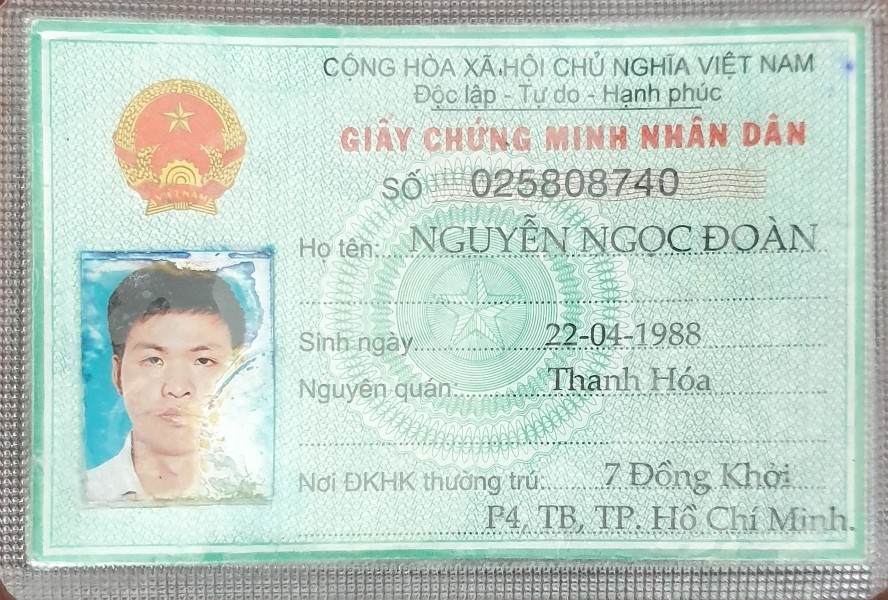 CỘNG HÒA XÃ HỘI CHỦ NGHĨA VIỆT NAM
Độc lập - Tự do - Hạnh phúc
GIẤY CHỨNG MINH NHÂN DÂN
SỐ 025808740
Họ tên: NGUYỄN NGỌC ĐOÀN
Sinh ngày 22-04-1988
Nguyên quán: Thanh Hóa
Nơi ĐKHK thường trú: 7 Đồng Khởi
P4, TB, TP. Hồ Chí Minh.
VIỆT NAM